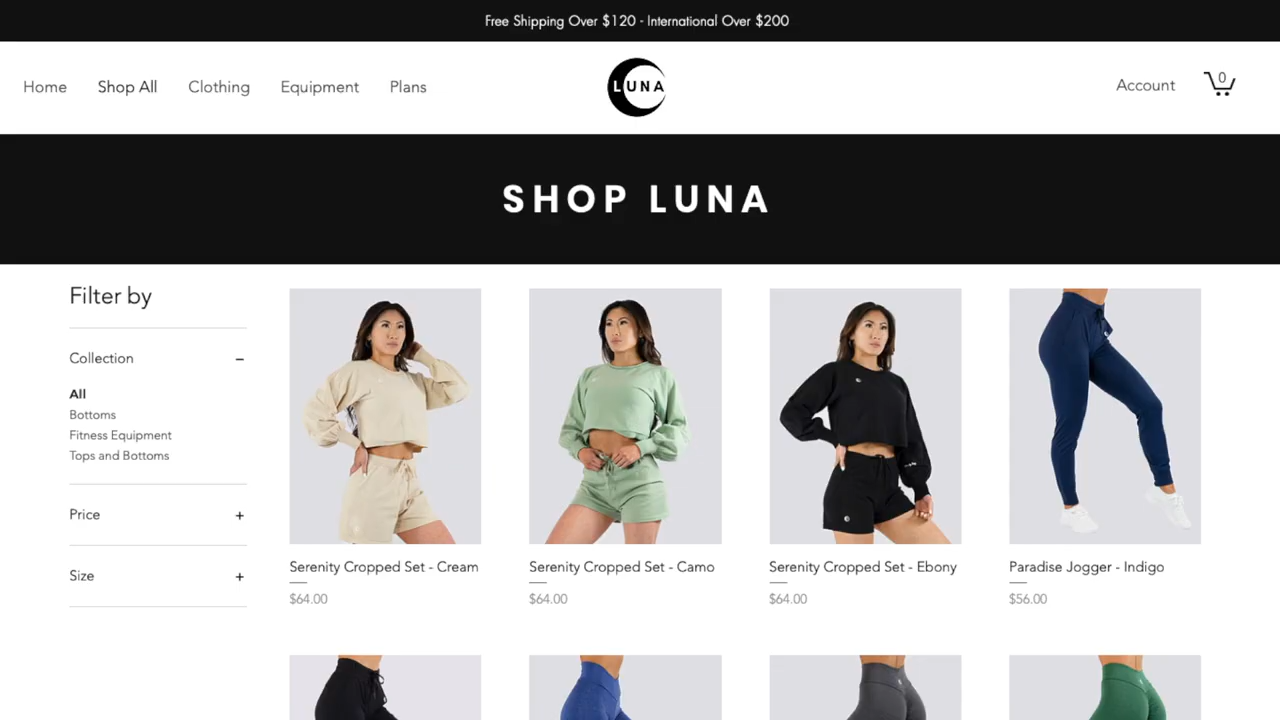 Free Shipping Over $120 - International Over $200
Home
Shop All
Clothing
Equipment
Plans
LUNA
Account
0
SHOP LUNA
Filter by
Collection
−
All
Bottoms
Fitness Equipment
Tops and Bottoms
Price
+
Size
+
Serenity Cropped Set - Cream
$64.00
Serenity Cropped Set - Camo
$64.00
Serenity Cropped Set - Ebony
$64.00
Paradise Jogger - Indigo
$56.00